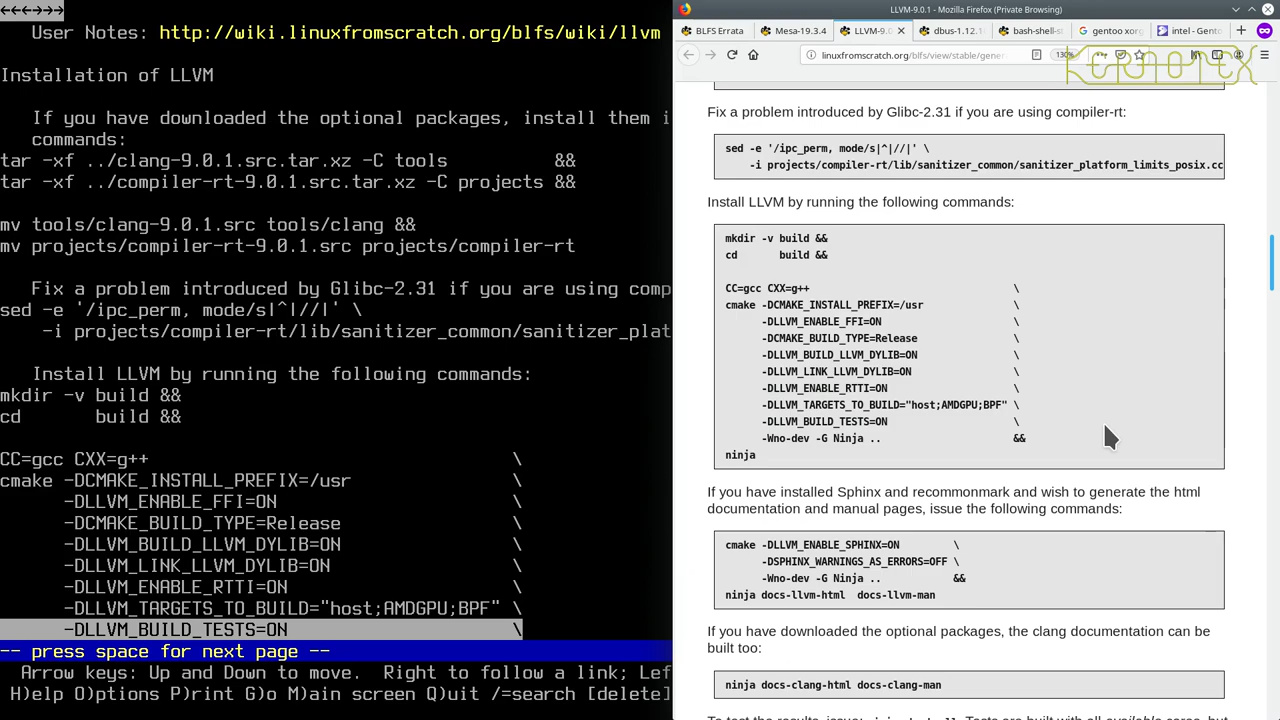 ←←→→→
User Notes: http://wiki.linuxfromscratch.org/blfs/wiki/llvm
Installation of LLVM
If you have downloaded the optional packages, install them i
commands:
tar -xf ../clang-9.0.1.src.tar.xz -C tools &&
tar -xf ../compiler-rt-9.0.1.src.tar.xz -C projects &&
mv tools/clang-9.0.1.src tools/clang &&
mv projects/compiler-rt-9.0.1.src projects/compiler-rt
Fix a problem introduced by Glibc-2.31 if you are using comp
sed -e '/ipc_perm, mode/s|^|//|' \
-i projects/compiler-rt/lib/sanitizer_common/sanitizer_plat
Install LLVM by running the following commands:
mkdir -v build &&
cd build &&
CC=gcc CXX=g++ \
cmake -DCMAKE_INSTALL_PREFIX=/usr \
-DLLVM_ENABLE_FFI=ON \
-DCMAKE_BUILD_TYPE=Release \
-DLLVM_BUILD_LLVM_DYLIB=ON \
-DLLVM_LINK_LLVM_DYLIB=ON \
-DLLVM_ENABLE_RTTI=ON \
-DLLVM_TARGETS_TO_BUILD="host;AMDGPU;BPF" \
-DLLVM_BUILD_TESTS=ON \
-- press space for next page --
Arrow keys: Up and Down to move. Right to follow a link; Lef
H)elp O)ptions P)rint G)o M)ain screen Q)uit /=search [delete]
LLVM-9.0.1 - Mozilla Firefox (Private Browsing)
BLFS Errata
Mesa-19.3.4
LLVM-9.0
dbus-1.12.1
bash-shell-s
gentoo xorg
intel - Gento
linuxfromscratch.org/blfs/view/stable/gener
130%
KERNOTEX
Fix a problem introduced by Glibc-2.31 if you are using compiler-rt:
sed -e '/ipc_perm, mode/s|^|//|' \
-i projects/compiler-rt/lib/sanitizer_common/sanitizer_platform_limits_posix.cc
Install LLVM by running the following commands:
mkdir -v build &&
cd build &&
CC=gcc CXX=g++ \
cmake -DCMAKE_INSTALL_PREFIX=/usr \
-DLLVM_ENABLE_FFI=ON \
-DCMAKE_BUILD_TYPE=Release \
-DLLVM_BUILD_LLVM_DYLIB=ON \
-DLLVM_LINK_LLVM_DYLIB=ON \
-DLLVM_ENABLE_RTTI=ON \
-DLLVM_TARGETS_TO_BUILD="host;AMDGPU;BPF" \
-DLLVM_BUILD_TESTS=ON \
-Wno-dev -G Ninja .. &&
ninja
If you have installed Sphinx and recommonmark and wish to generate the html
documentation and manual pages, issue the following commands:
cmake -DLLVM_ENABLE_SPHINX=ON \
-DSPHINX_WARNINGS_AS_ERRORS=OFF \
-Wno-dev -G Ninja .. &&
ninja docs-llvm-html docs-llvm-man
If you have downloaded the optional packages, the clang documentation can be
built too:
ninja docs-clang-html docs-clang-man